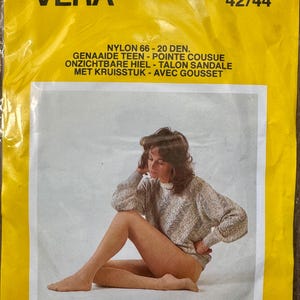 VERA
42/44
NYLON 66 - 20 DEN.
GENAAIDE TEEN - POINTE COUSUE
ONZICHTBARE HIEL - TALON SANDALE
MET KRUISSTUK - AVEC GOUSSET